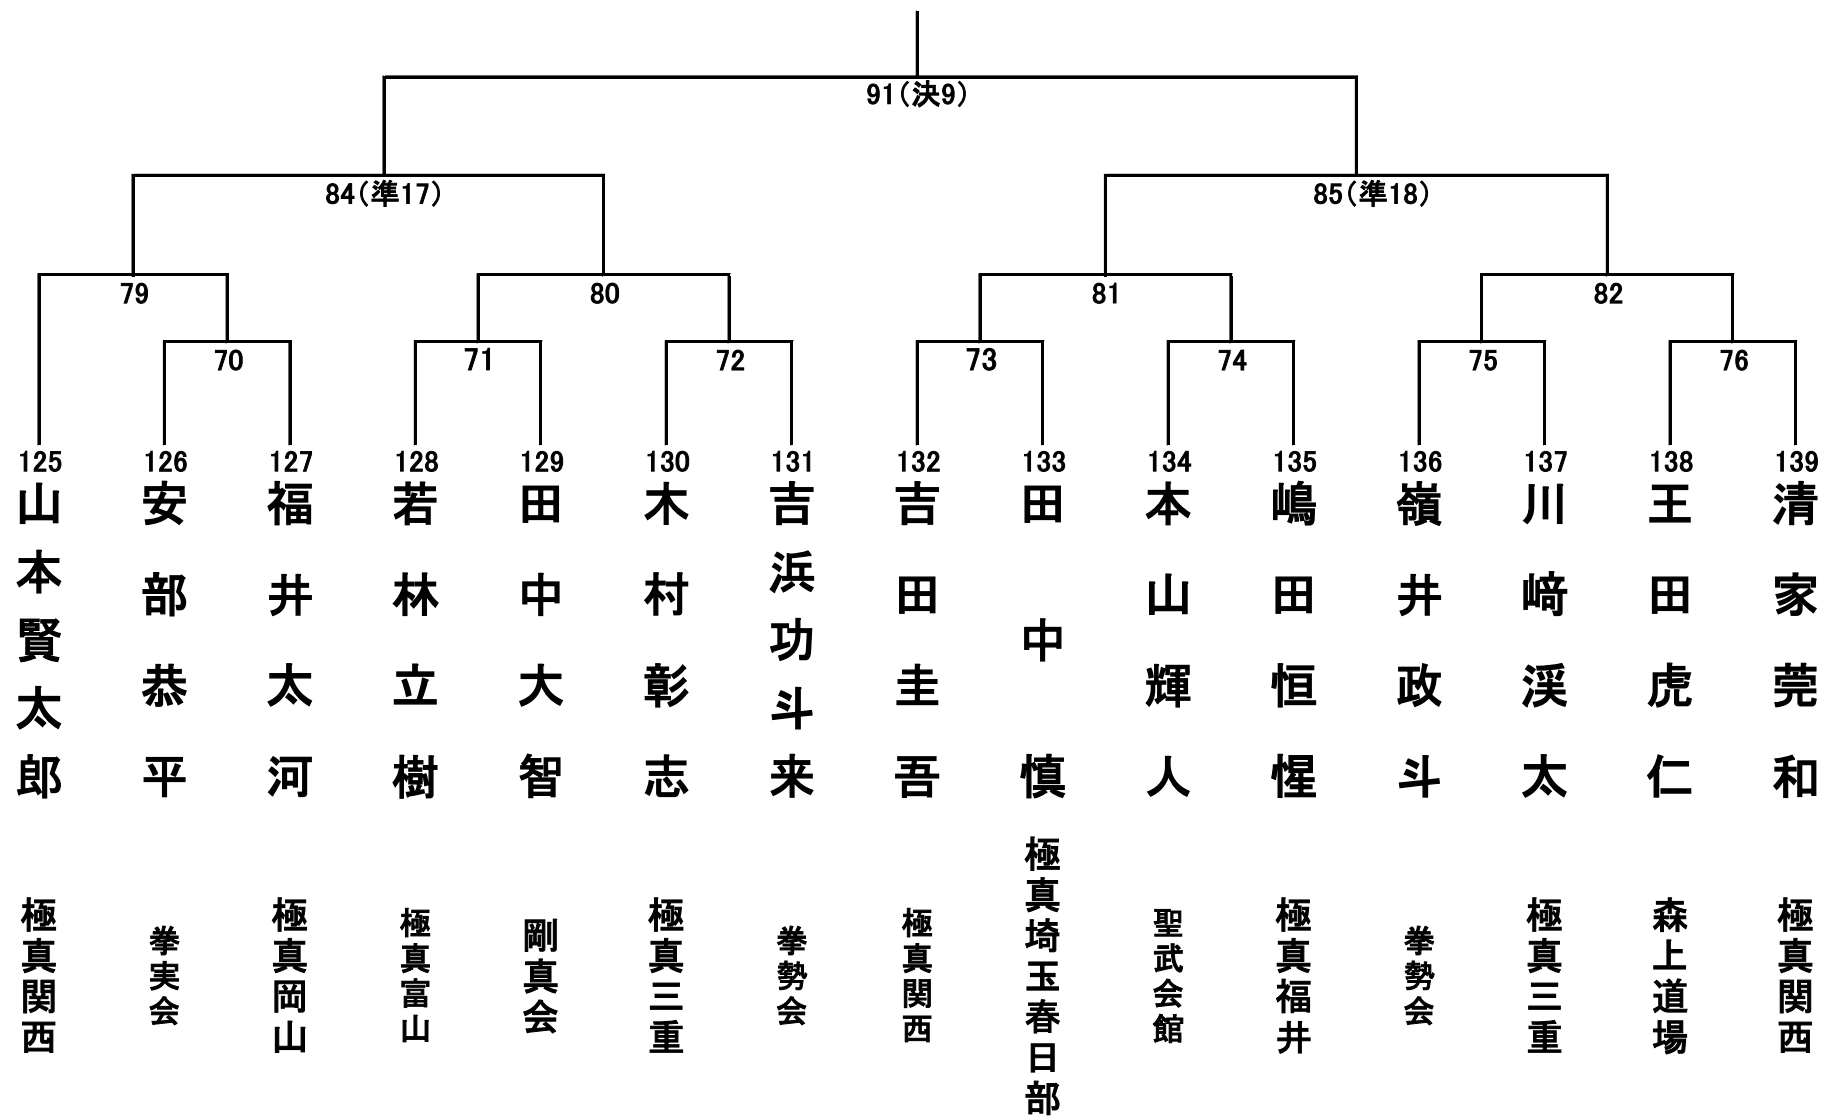 91(決9)
84(準17)
85(準18)
79
80
81
82
70
71
72
73
74
75
76
125
126
127
128
129
130
131
132
133
134
135
136
137
138
139
山本賢太郎
安部恭平
福井太河
若林立樹
田中大智
木村彰志
吉浜功斗来
吉田圭吾
田中慎
本山輝人
嶋田恒惺
嶺井政斗
川﨑渓太
王田虎仁
清家莞和
極真関西
拳実会
極真岡山
極真富山
剛真会
極真三重
拳勢会
極真関西
極真埼玉春日部
聖武会館
極真福井
拳勢会
極真三重
森上道場
極真関西